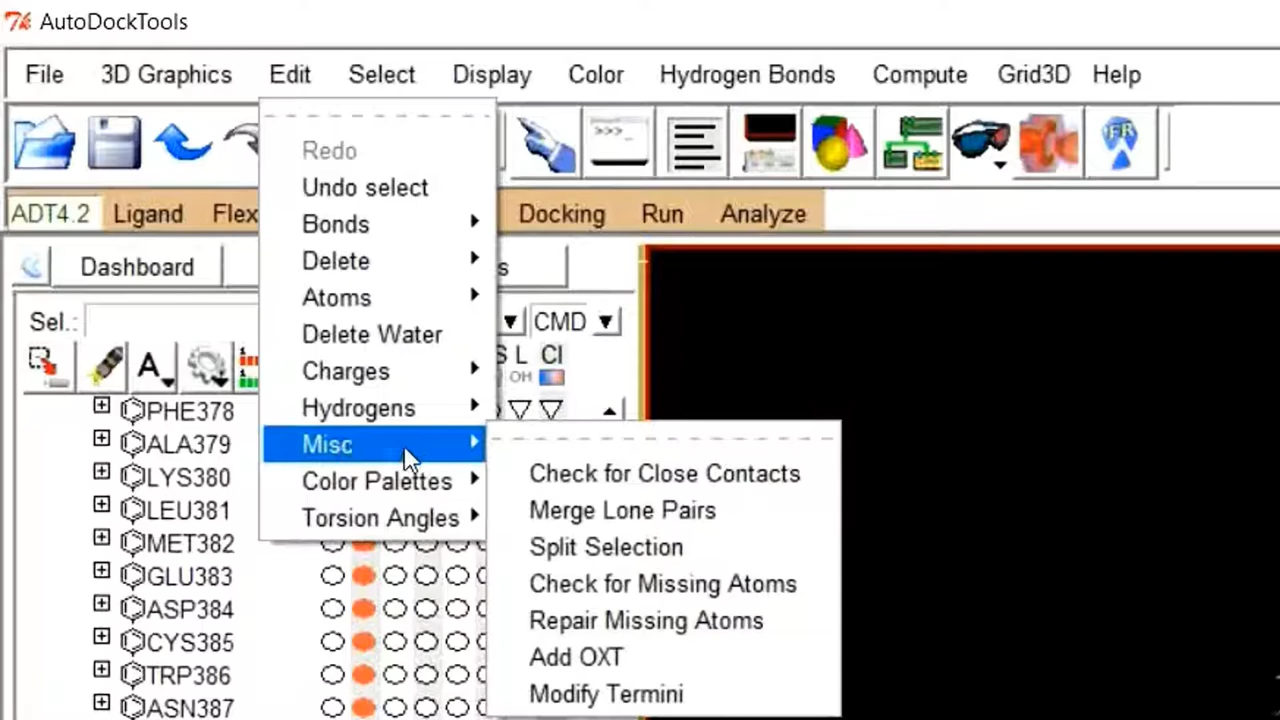 AutoDockTools
File 3D Graphics Edit Select Display Color Hydrogen Bonds Compute Grid3D Help
>>>
FR
ADT4.2 Ligand Flex Docking Run Analyze
Dashboard s
Sel.: CMD
S L Cl
OH
A
Redo
Undo select
Bonds
Delete
Atoms
Delete Water
Charges
Hydrogens
Misc
Color Palettes
Torsion Angles
Check for Close Contacts
Merge Lone Pairs
Split Selection
Check for Missing Atoms
Repair Missing Atoms
Add OXT
Modify Termini
PHE378
ALA379
LYS380
LEU381
MET382
GLU383
ASP384
CYS385
TRP386
ASN387